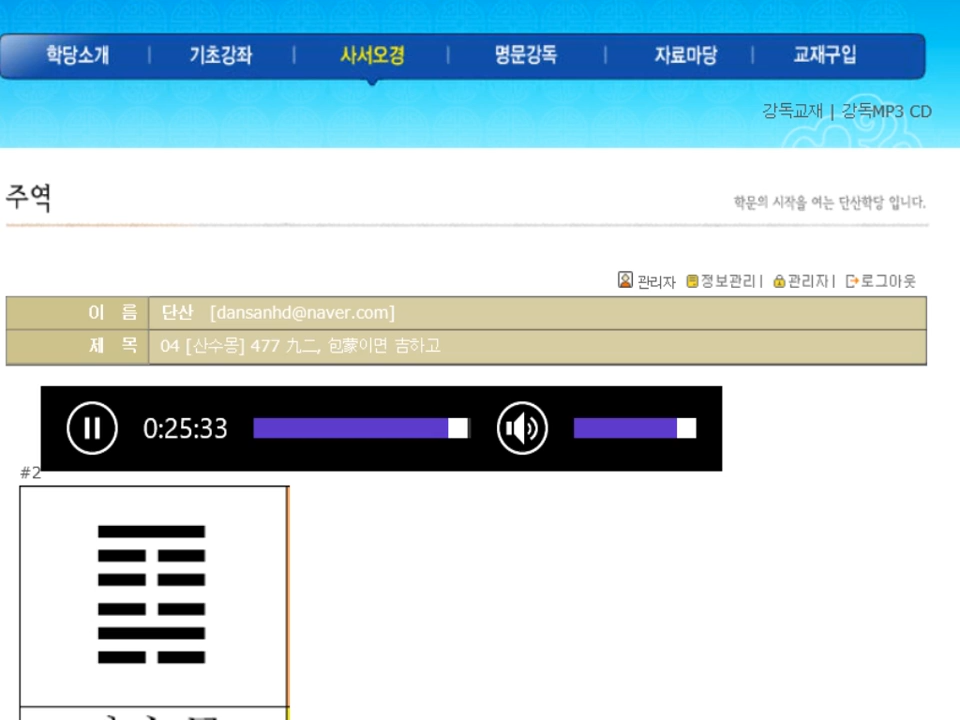 학당소개 | 기초강좌 | 사서오경 | 명문강독 | 자료마당 | 교재구입
강독교재 | 강독MP3 CD
주역
학문의 시작을 여는 단산학당 입니다.
관리자 정보관리 | 관리자 | 로그아웃
이 름 단산 [dansanhd@naver.com]
제 목 04 [산수몽] 477 九二, 包蒙이면 吉하고
0:25:33
#2